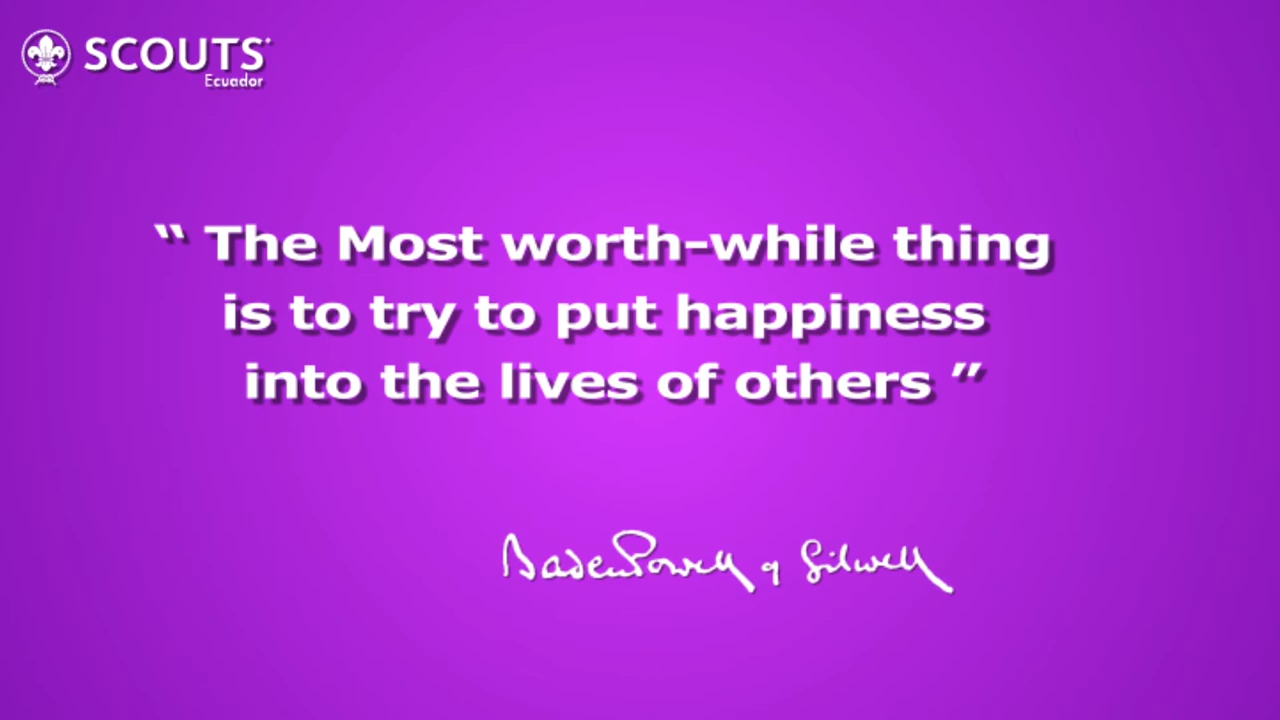 SCOUTS
Ecuador
“ The Most worth-while thing
is to try to put happiness
into the lives of others ”
Baden Powell of Gilwell